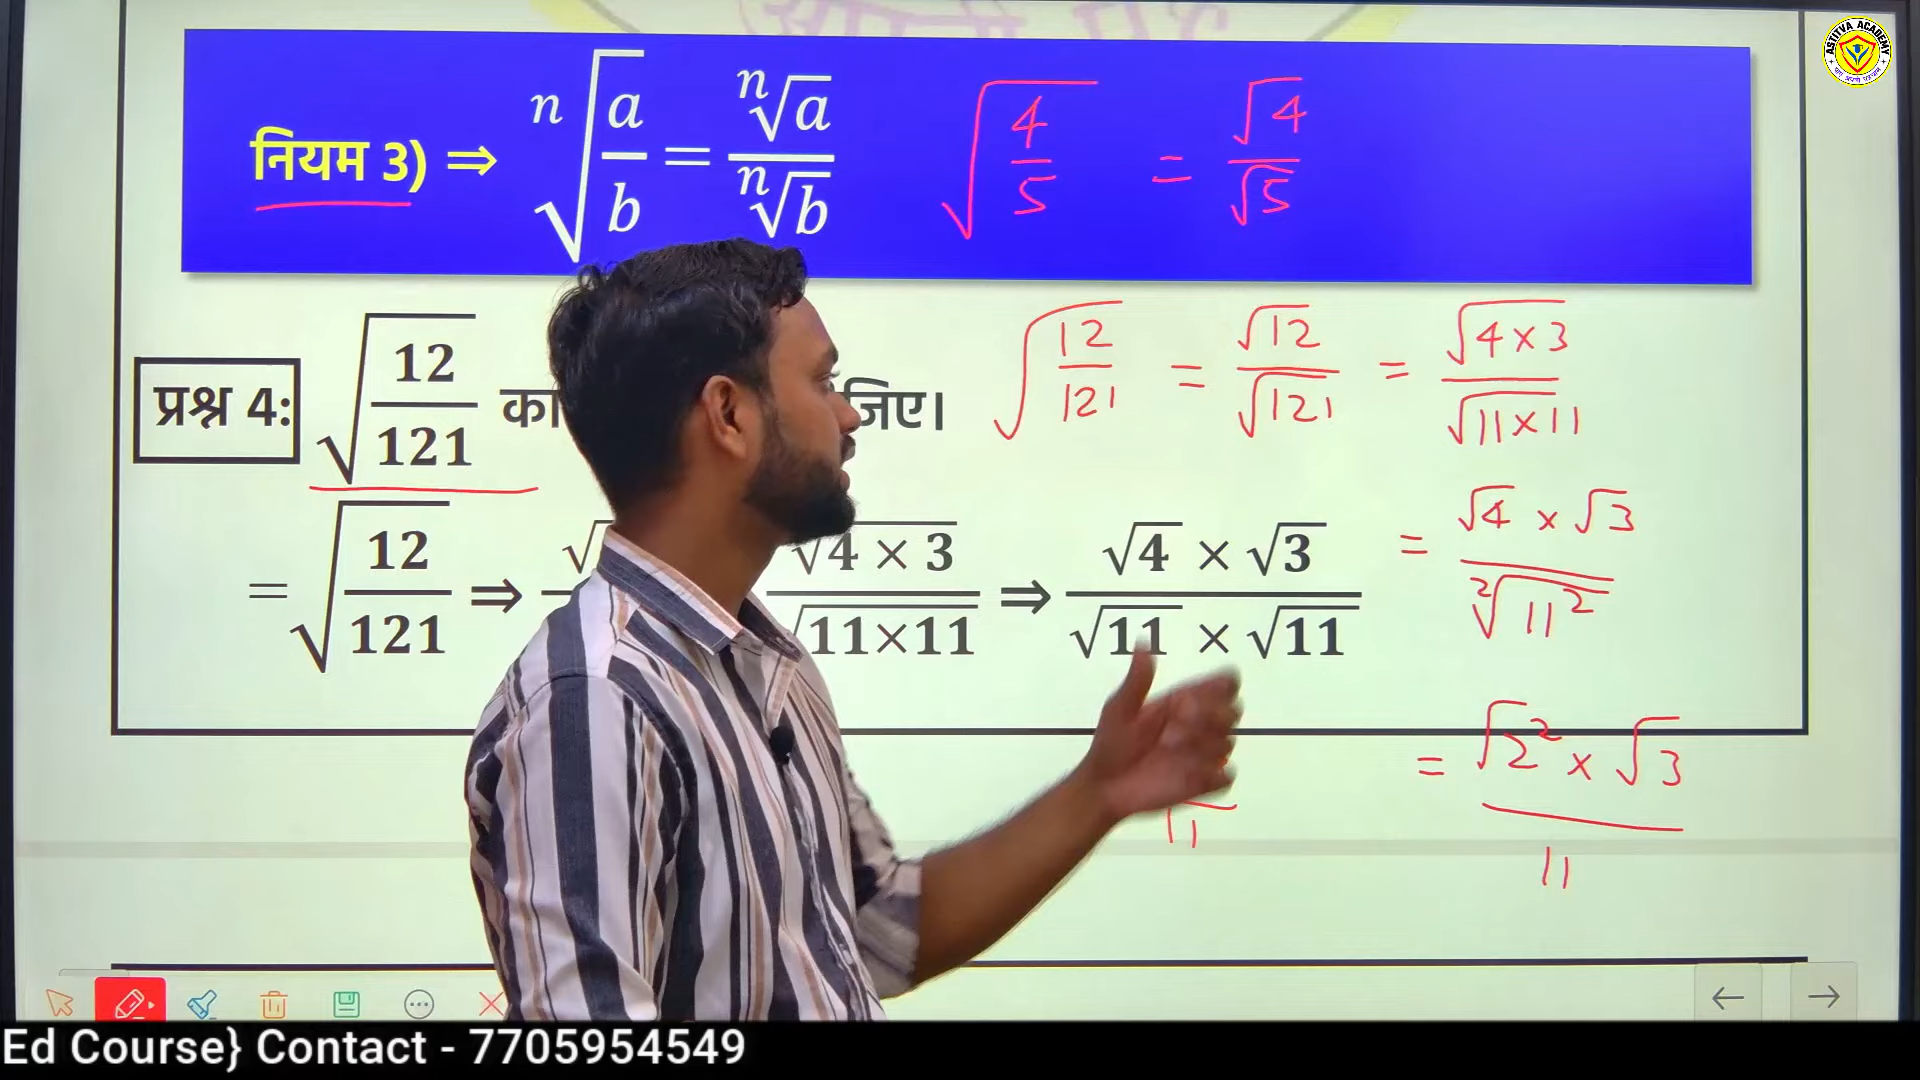 ASTITVA ACADEMY
नियम 3) ⇒ ⁿ√(a/b) = ⁿ√a / ⁿ√b
√(4/5) = √4 / √5
प्रश्न 4: √(12/121) का जिए।
√(12/121) = √12 / √121 = √(4 × 3) / √(11 × 11)
= √(12/121) ⇒ √ √(4 × 3) / √(11×11) ⇒ (√4 × √3) / (√11 × √11)
= (√4 × √3) / ²√(11²)
= (√2² × √3) / 11
11
Ed Course} Contact - 7705954549